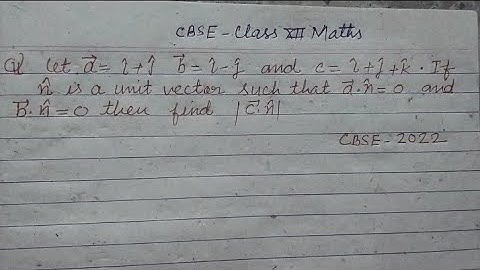 CBSE - Class XII Maths
Q1 Let a⃗ = î + ĵ b⃗ = î - ĵ and c = î + ĵ + k̂ . If
n̂ is a unit vector such that a⃗. n̂ = 0 and
b⃗. n̂ = 0 then find |c⃗. n̂|
CBSE - 2022